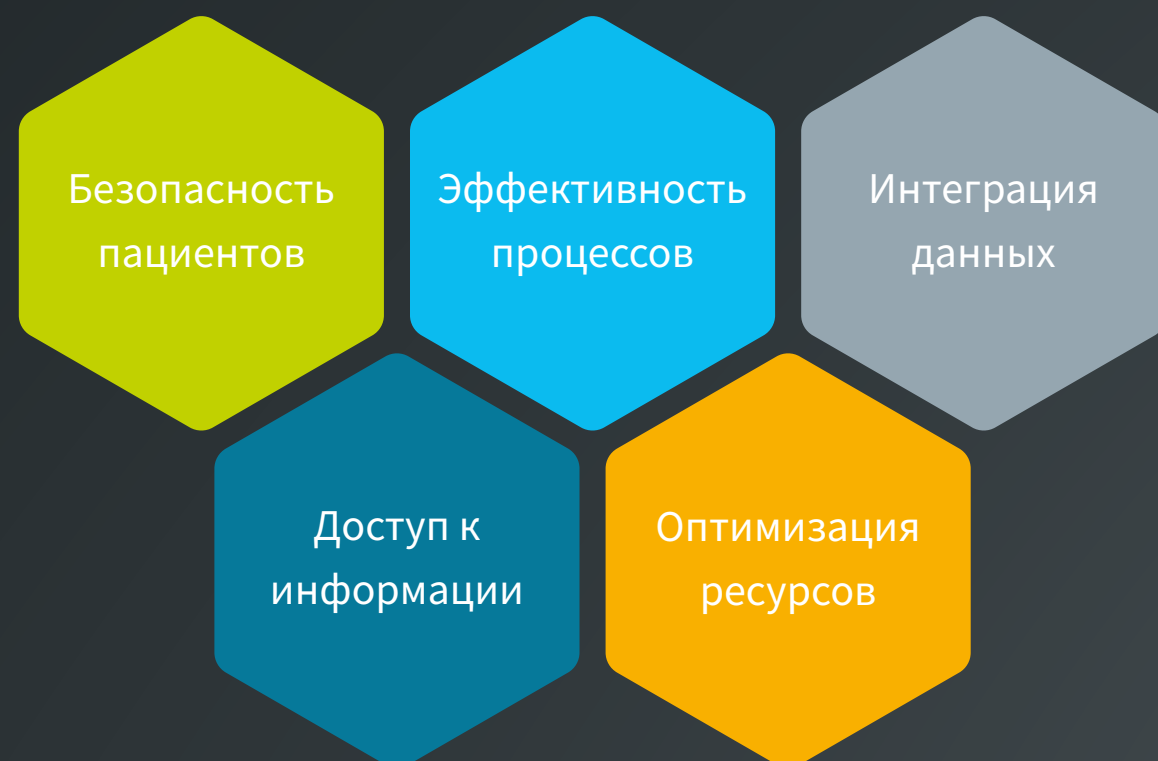 Безопасность
пациентов
Эффективность
процессов
Интеграция
данных
Доступ к
информации
Оптимизация
ресурсов